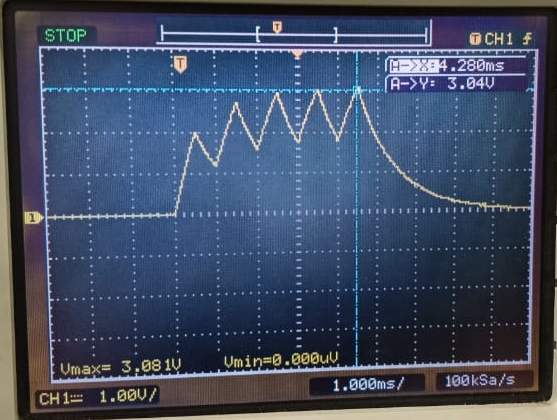 STOP
T
T CH1
A->X:4.280ms
A->Y: 3.04V
T
1
Vmax= 3.081V Vmin=0.000uV
CH1 1.00V/ 1.000ms/ 100kSa/s